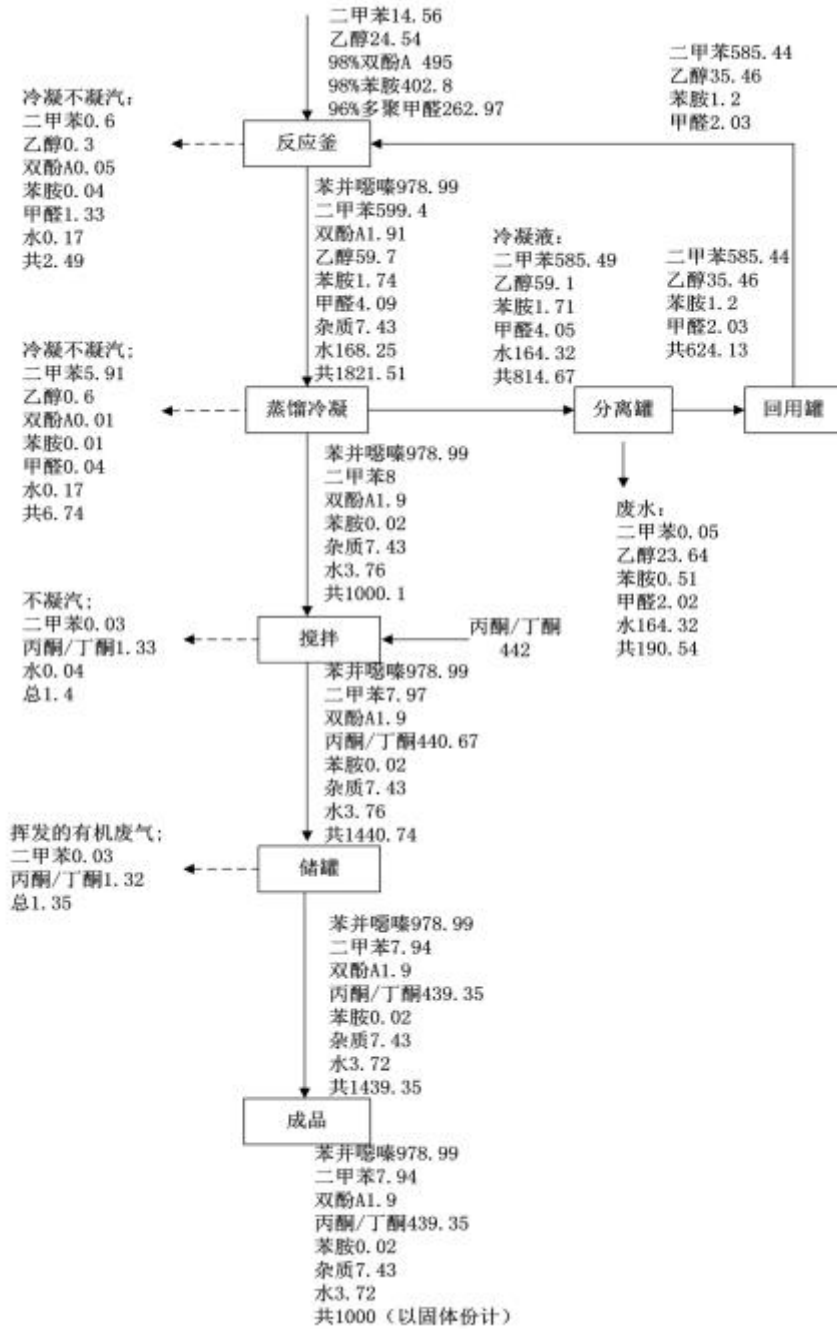 二甲苯14.56
乙醇24.54
98%双酚A 495
98%苯胺402.8
96%多聚甲醛262.97
二甲苯585.44
乙醇35.46
苯胺1.2
甲醛2.03
冷凝不凝汽:
二甲苯0.6
乙醇0.3
双酚A0.05
苯胺0.04
甲醛1.33
水0.17
共2.49
反应釜
苯并噁嗪978.99
二甲苯599.4
双酚A1.91
乙醇59.7
苯胺1.74
甲醛4.09
杂质7.43
水168.25
共1821.51
冷凝液:
二甲苯585.49
乙醇59.1
苯胺1.71
甲醛4.05
水164.32
共814.67
二甲苯585.44
乙醇35.46
苯胺1.2
甲醛2.03
共624.13
冷凝不凝汽;
二甲苯5.91
乙醇0.6
双酚A0.01
苯胺0.01
甲醛0.04
水0.17
共6.74
蒸馏冷凝
分离罐
回用罐
苯并噁嗪978.99
二甲苯8
双酚A1.9
苯胺0.02
杂质7.43
水3.76
共1000.1
废水:
二甲苯0.05
乙醇23.64
苯胺0.51
甲醛2.02
水164.32
共190.54
不凝汽;
二甲苯0.03
丙酮/丁酮1.33
水0.04
总1.4
搅拌
丙酮/丁酮
442
苯并噁嗪978.99
二甲苯7.97
双酚A1.9
丙酮/丁酮440.67
苯胺0.02
杂质7.43
水3.76
共1440.74
挥发的有机废气;
二甲苯0.03
丙酮/丁酮1.32
总1.35
储罐
苯并噁嗪978.99
二甲苯7.94
双酚A1.9
丙酮/丁酮439.35
苯胺0.02
杂质7.43
水3.72
共1439.35
成品
苯并噁嗪978.99
二甲苯7.94
双酚A1.9
丙酮/丁酮439.35
苯胺0.02
杂质7.43
水3.72
共1000（以固体份计）